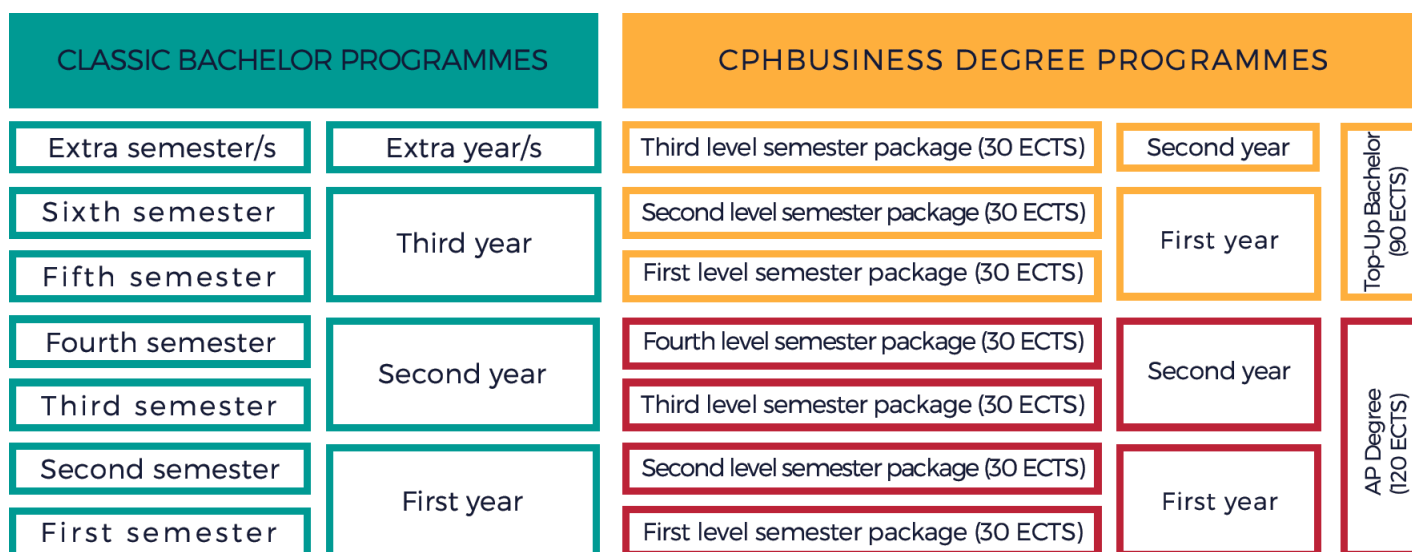 CLASSIC BACHELOR PROGRAMMES
CPHBUSINESS DEGREE PROGRAMMES
Extra semester/s
Extra year/s
Third level semester package (30 ECTS)
Second year
Top-Up Bachelor
(90 ECTS)
Sixth semester
Third year
Second level semester package (30 ECTS)
First year
Fifth semester
First level semester package (30 ECTS)
Fourth semester
Second year
Fourth level semester package (30 ECTS)
Second year
AP Degree
(120 ECTS)
Third semester
Third level semester package (30 ECTS)
Second semester
First year
Second level semester package (30 ECTS)
First year
First semester
First level semester package (30 ECTS)